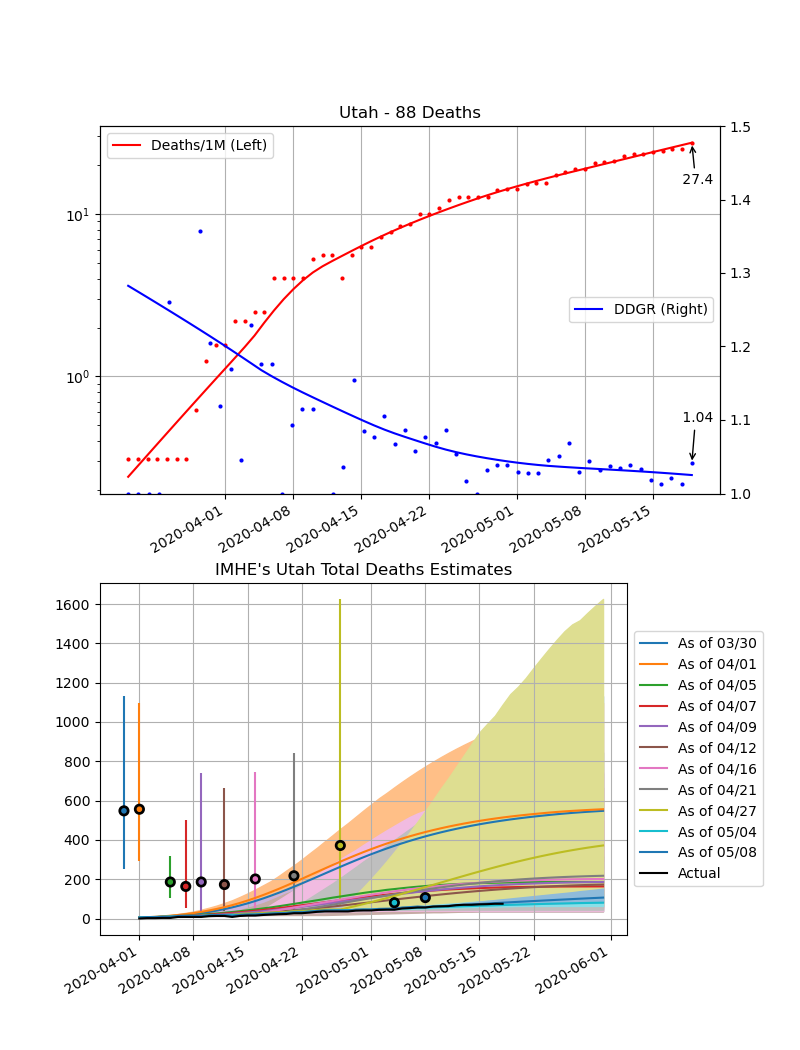 Utah - 88 Deaths
Deaths/1M (Left)
DDGR (Right)
27.4
1.04
10¹
10⁰
1.5
1.4
1.3
1.2
1.1
1.0
2020-04-01
2020-04-08
2020-04-15
2020-04-22
2020-05-01
2020-05-08
2020-05-15
IMHE's Utah Total Deaths Estimates
1600
1400
1200
1000
800
600
400
200
0
2020-04-01
2020-04-08
2020-04-15
2020-04-22
2020-05-01
2020-05-08
2020-05-15
2020-05-22
2020-06-01
As of 03/30
As of 04/01
As of 04/05
As of 04/07
As of 04/09
As of 04/12
As of 04/16
As of 04/21
As of 04/27
As of 05/04
As of 05/08
Actual